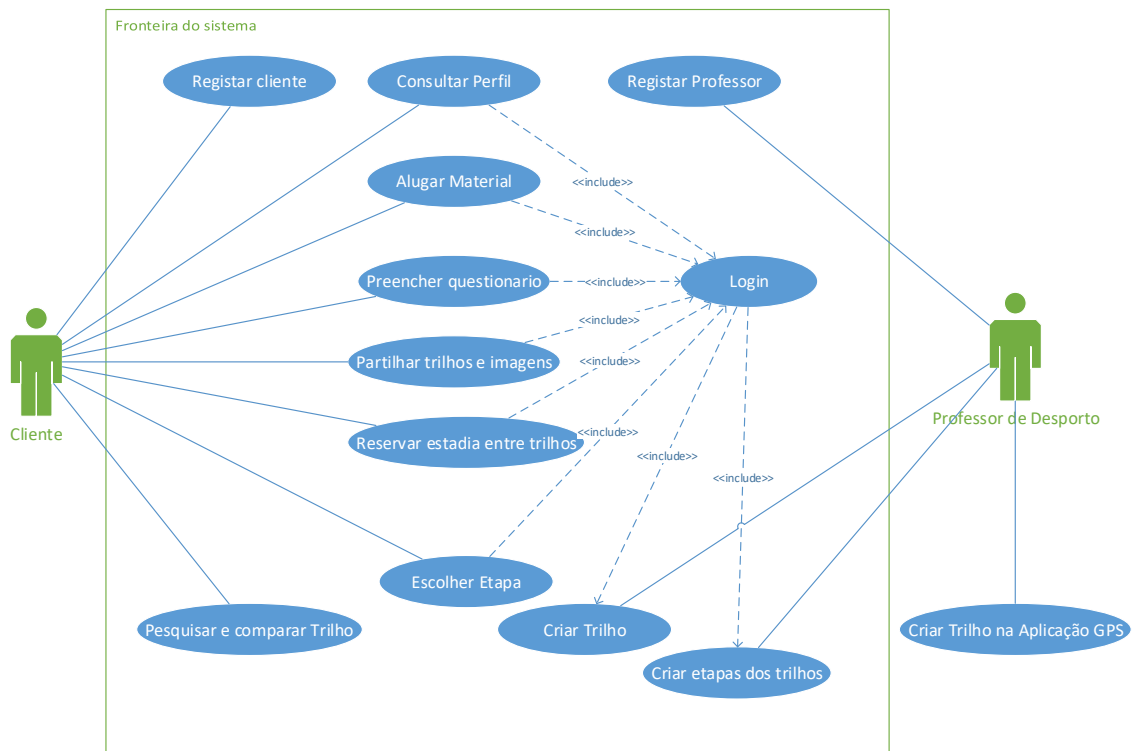 Fronteira do sistema
Registar cliente
Consultar Perfil
Registar Professor
Alugar Material
<<include>>
<<include>>
Preencher questionario
<<include>>
Login
<<include>>
Partilhar trilhos e imagens
<<include>>
Cliente
Professor de Desporto
Reservar estadia entre trilhos
<<include>>
<<include>>
<<include>>
Escolher Etapa
Pesquisar e comparar Trilho
Criar Trilho
Criar Trilho na Aplicação GPS
Criar etapas dos trilhos